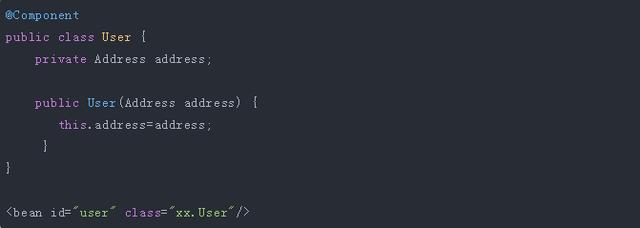 @Component
public class User {
    private Address address;

    public User(Address address) {
       this.address=address;
     }
}

<bean id="user" class="xx.User"/>